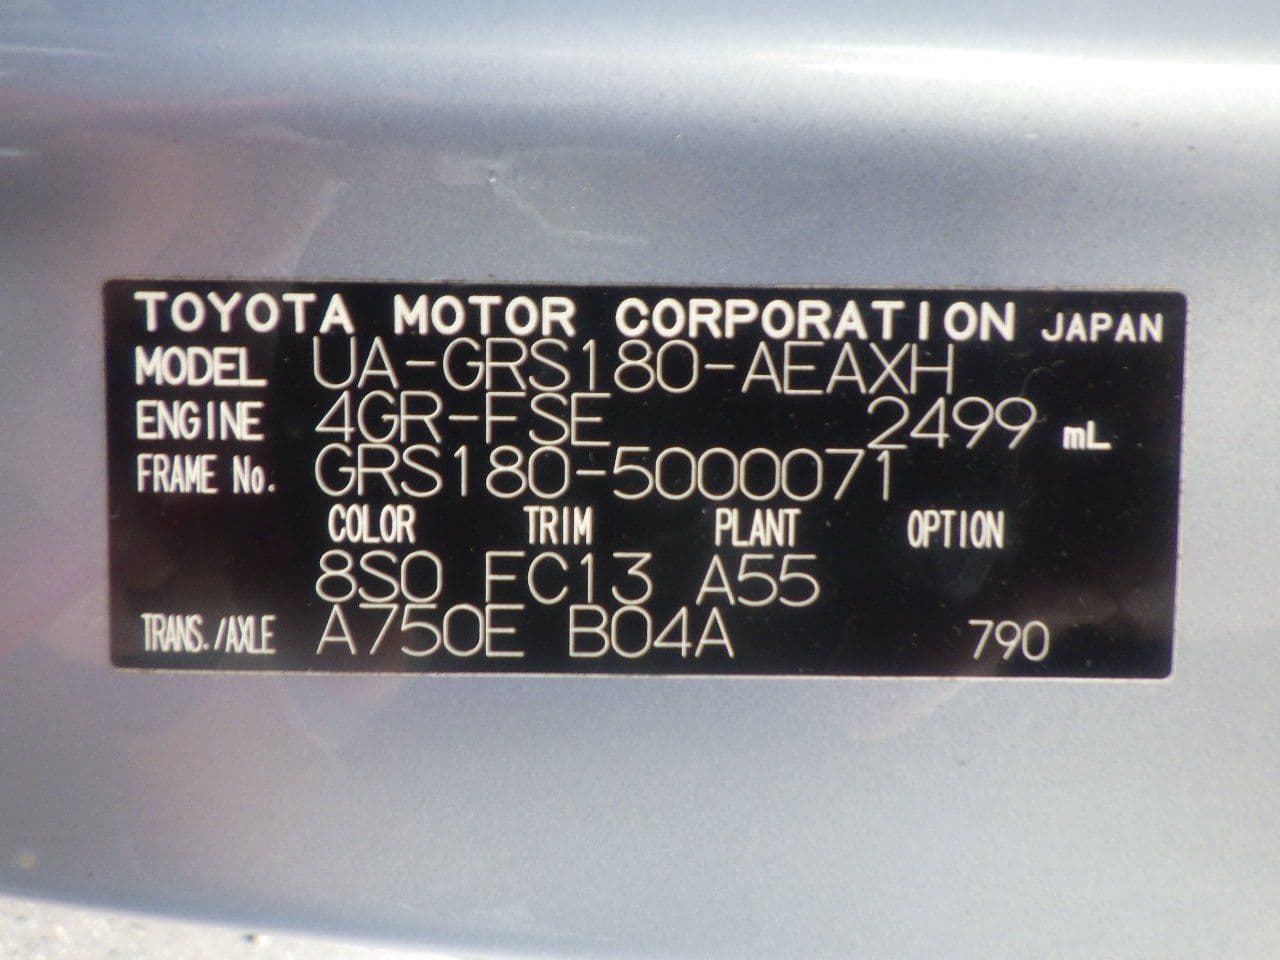 TOYOTA MOTOR CORPORATION JAPAN
MODEL UA-GRS180-AEAXH
ENGINE 4GR-FSE 2499 mL
FRAME No. GRS180-5000071
COLOR TRIM PLANT OPTION
8S0 FC13 A55
TRANS./AXLE A750E B04A 790